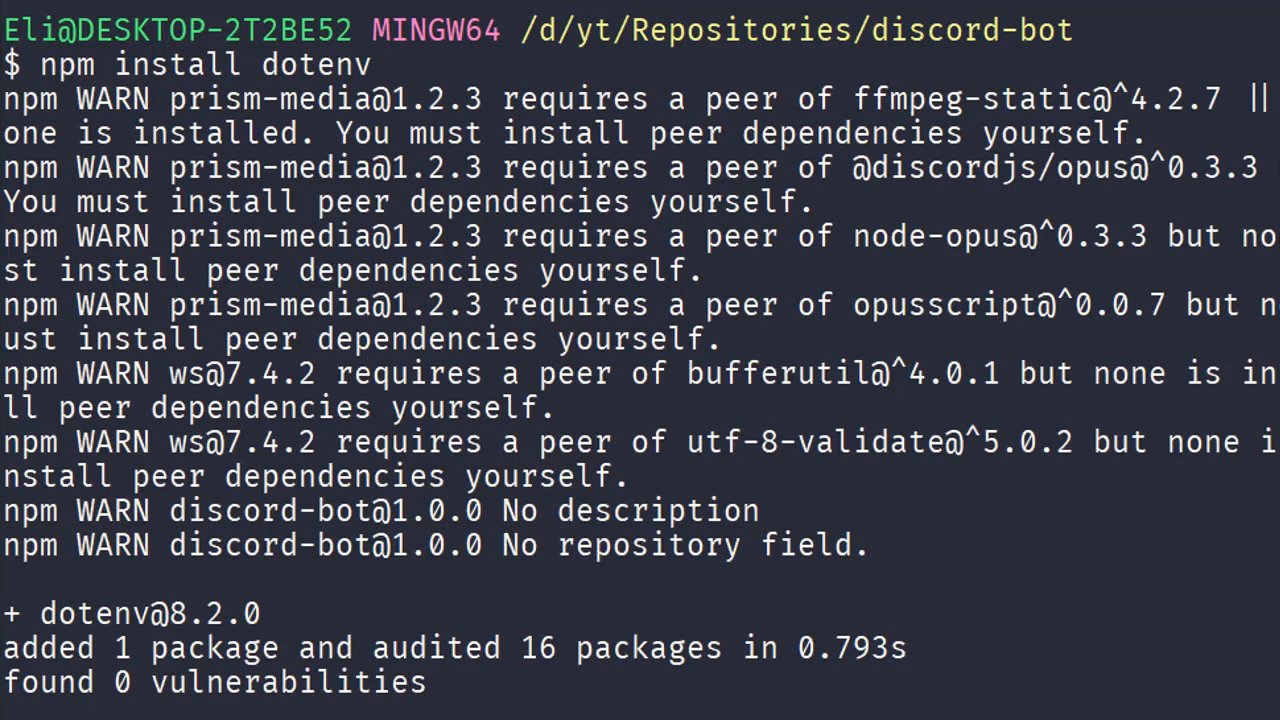 Eli@DESKTOP-2T2BE52 MINGW64 /d/yt/Repositories/discord-bot
$ npm install dotenv
npm WARN prism-media@1.2.3 requires a peer of ffmpeg-static@^4.2.7 ||
one is installed. You must install peer dependencies yourself.
npm WARN prism-media@1.2.3 requires a peer of @discordjs/opus@^0.3.3
You must install peer dependencies yourself.
npm WARN prism-media@1.2.3 requires a peer of node-opus@^0.3.3 but no
st install peer dependencies yourself.
npm WARN prism-media@1.2.3 requires a peer of opusscript@^0.0.7 but n
ust install peer dependencies yourself.
npm WARN ws@7.4.2 requires a peer of bufferutil@^4.0.1 but none is in
ll peer dependencies yourself.
npm WARN ws@7.4.2 requires a peer of utf-8-validate@^5.0.2 but none i
nstall peer dependencies yourself.
npm WARN discord-bot@1.0.0 No description
npm WARN discord-bot@1.0.0 No repository field.
+ dotenv@8.2.0
added 1 package and audited 16 packages in 0.793s
found 0 vulnerabilities